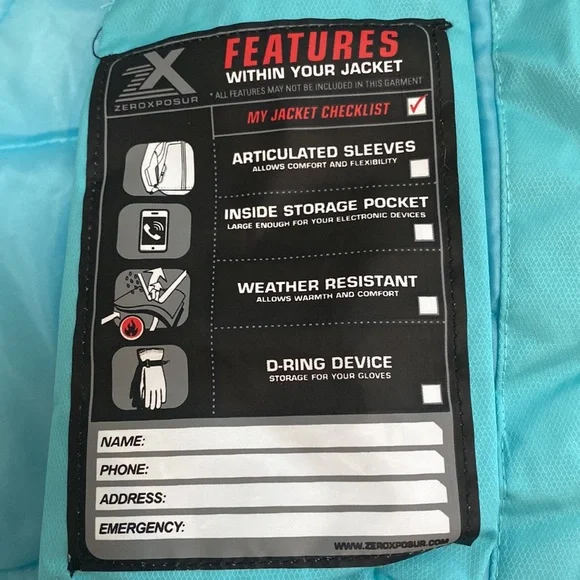 X
ZEROXPOSUR
FEATURES
WITHIN YOUR JACKET
* ALL FEATURES MAY NOT BE INCLUDED IN THIS GARMENT
MY JACKET CHECKLIST
ARTICULATED SLEEVES
ALLOWS COMFORT AND FLEXIBILITY
INSIDE STORAGE POCKET
LARGE ENOUGH FOR YOUR ELECTRONIC DEVICES
WEATHER RESISTANT
ALLOWS WARMTH AND COMFORT
D-RING DEVICE
STORAGE FOR YOUR GLOVES
NAME:
PHONE:
ADDRESS:
EMERGENCY:
WWW.ZEROXPOSUR.COM